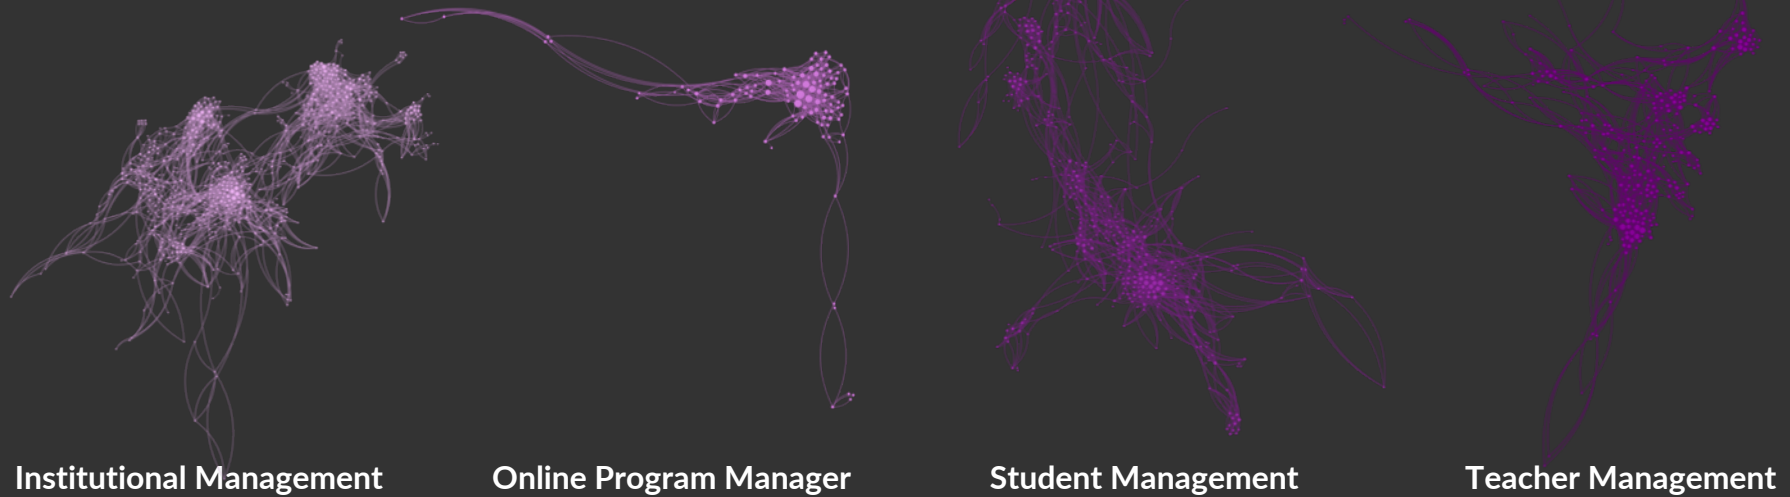 Institutional Management
Online Program Manager
Student Management
Teacher Management